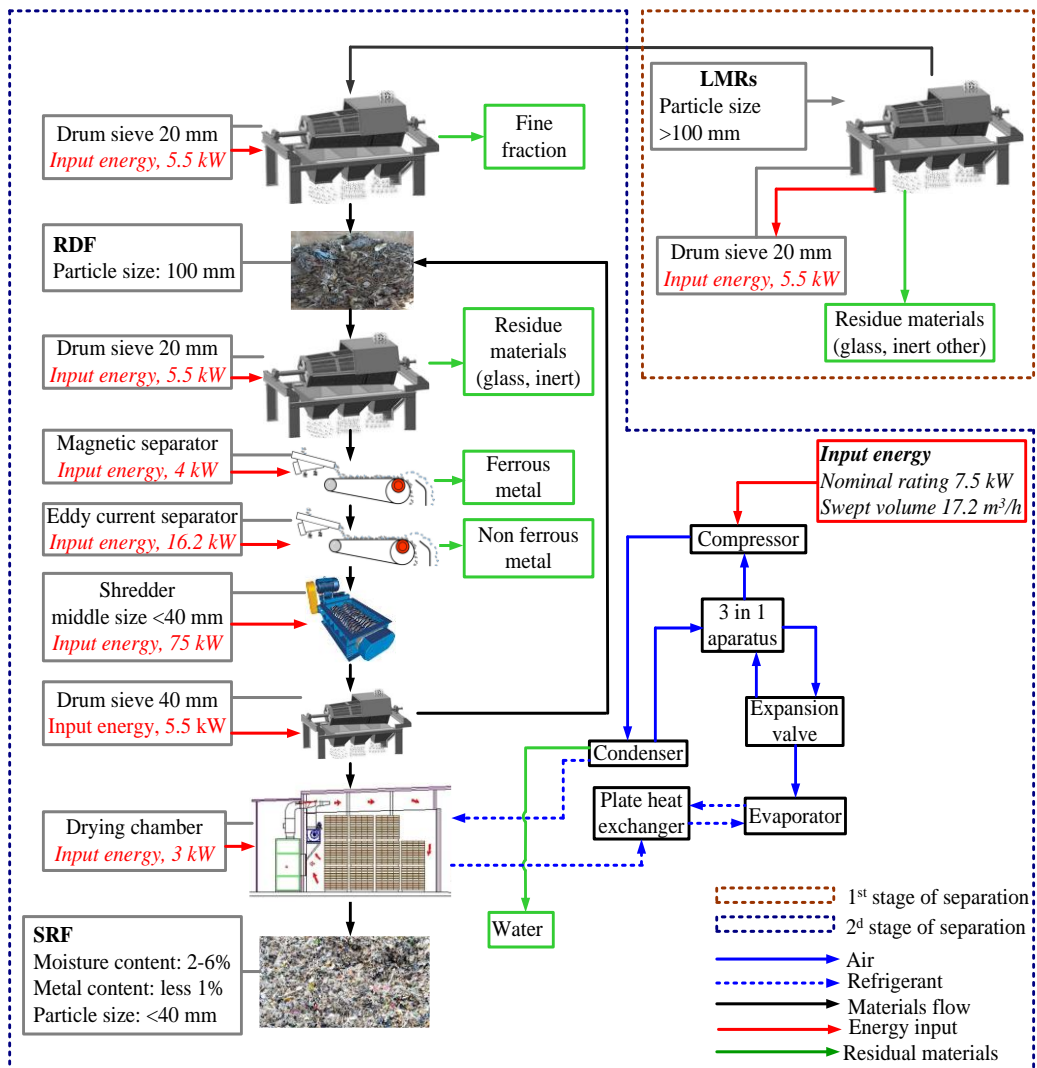 LMRs
Particle size
>100 mm
Drum sieve 20 mm
Input energy, 5.5 kW
Fine
fraction
RDF
Particle size: 100 mm
Drum sieve 20 mm
Input energy, 5.5 kW
Residue materials
(glass, inert other)
Drum sieve 20 mm
Input energy, 5.5 kW
Residue
materials
(glass, inert)
Magnetic separator
Input energy, 4 kW
Ferrous
metal
Eddy current separator
Input energy, 16.2 kW
Non ferrous
metal
Input energy
Nominal rating 7.5 kW
Swept volume 17.2 m³/h
Compressor
Shredder
middle size <40 mm
Input energy, 75 kW
3 in 1
aparatus
Drum sieve 40 mm
Input energy, 5.5 kW
Expansion
valve
Condenser
Plate heat
exchanger
Evaporator
Drying chamber
Input energy, 3 kW
Water
SRF
Moisture content: 2-6%
Metal content: less 1%
Particle size: <40 mm
1st stage of separation
2d stage of separation
Air
Refrigerant
Materials flow
Energy input
Residual materials